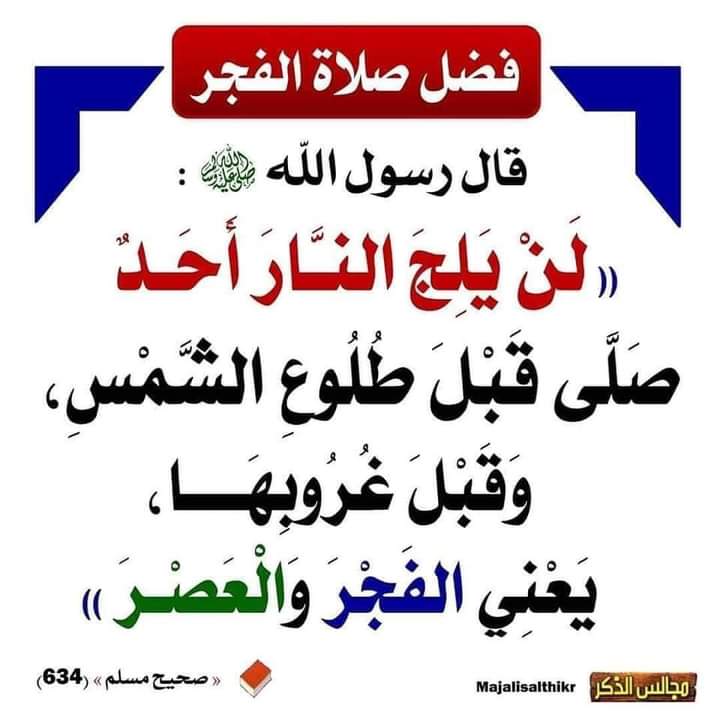 فضل صلاة الفجر
قال رسول الله ﷺ :
(( لَنْ يَلِجَ النَّارَ أَحَدٌ
صَلَّى قَبْلَ طُلُوعِ الشَّمْسِ،
وَقَبْلَ غُرُوبِهَـــا،
يَعْنِي الفَجْرَ وَالْعَصْرَ ))
« صحيح مسلم » (634)
Majalisalthikr مجالس الذكر